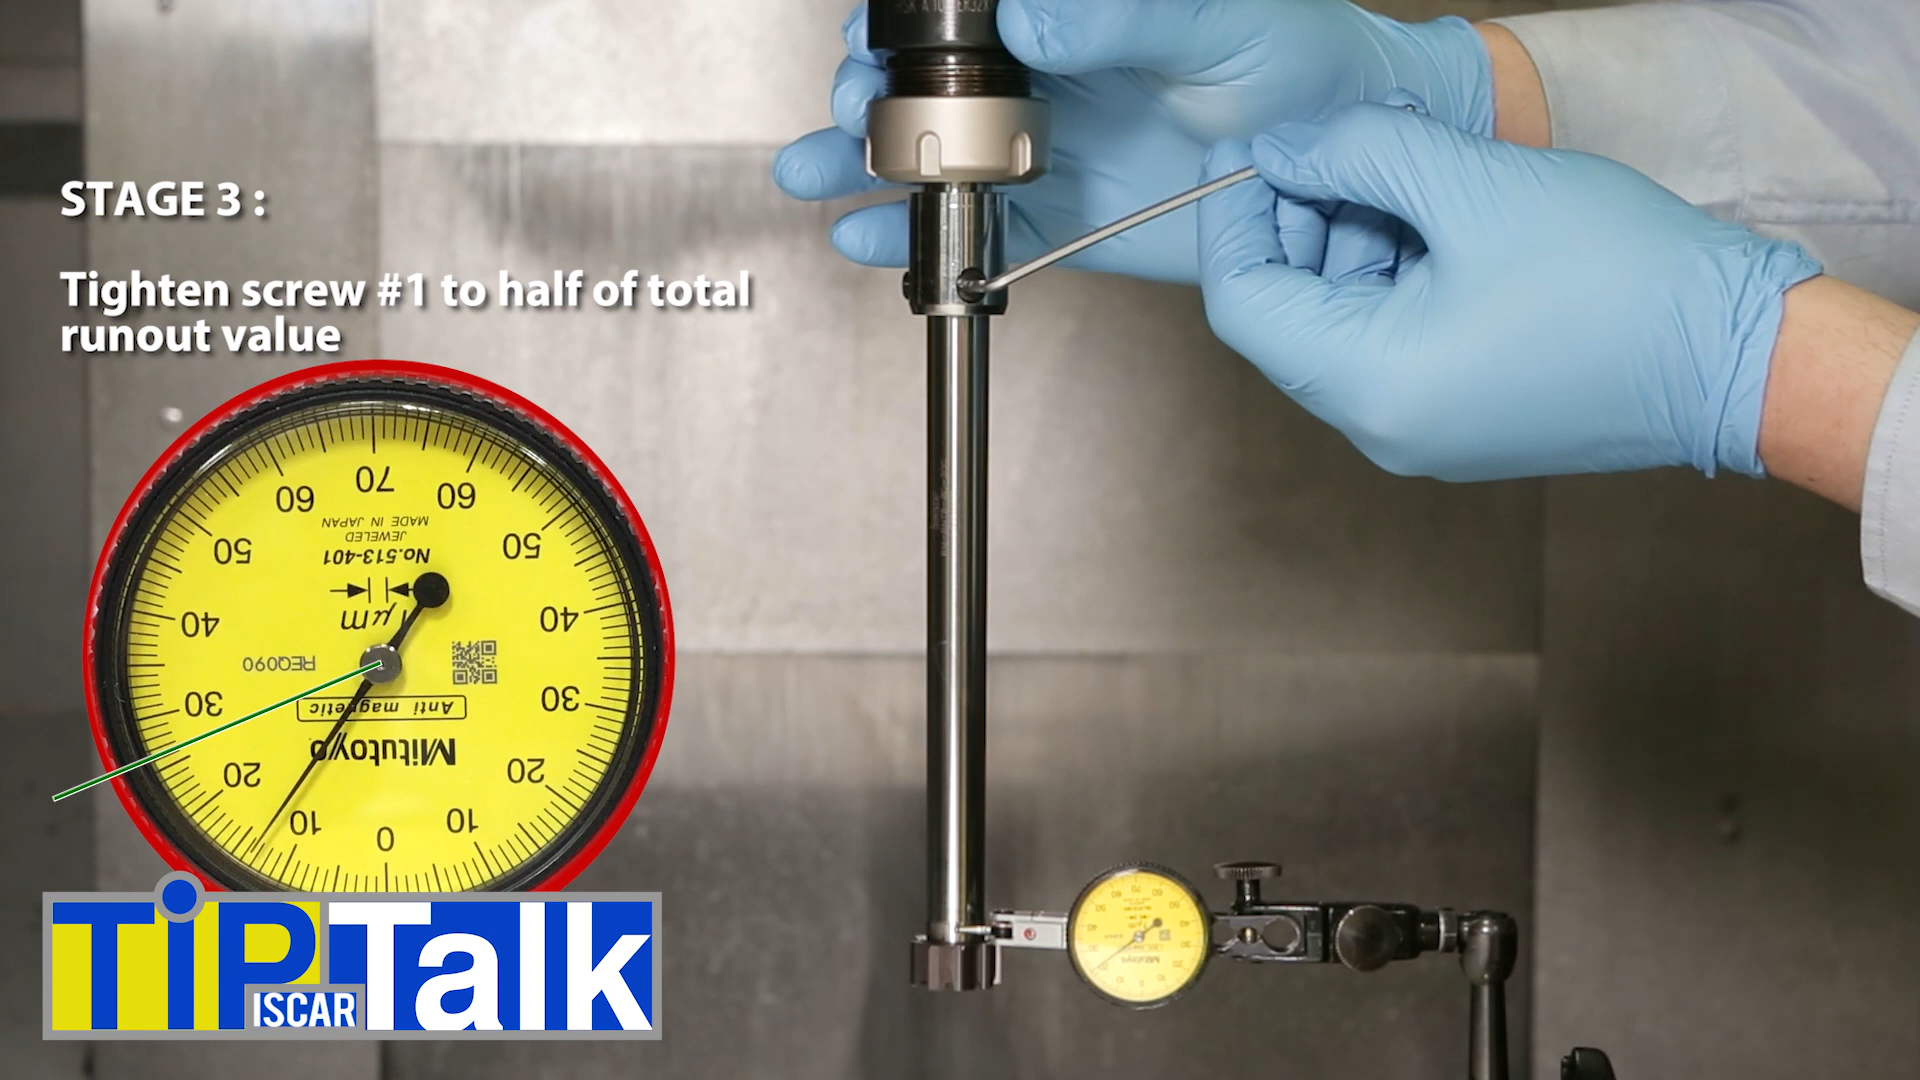 STAGE 3 :
Tighten screw #1 to half of total
runout value
70
60 60
50 50
40 40
30 30
20 20
10 10
0
MADE IN JAPAN
JEWELED
No.513-401
1μm
REQ090
Anti magnetic
Mitutoyo
TiPTalk
ISCAR